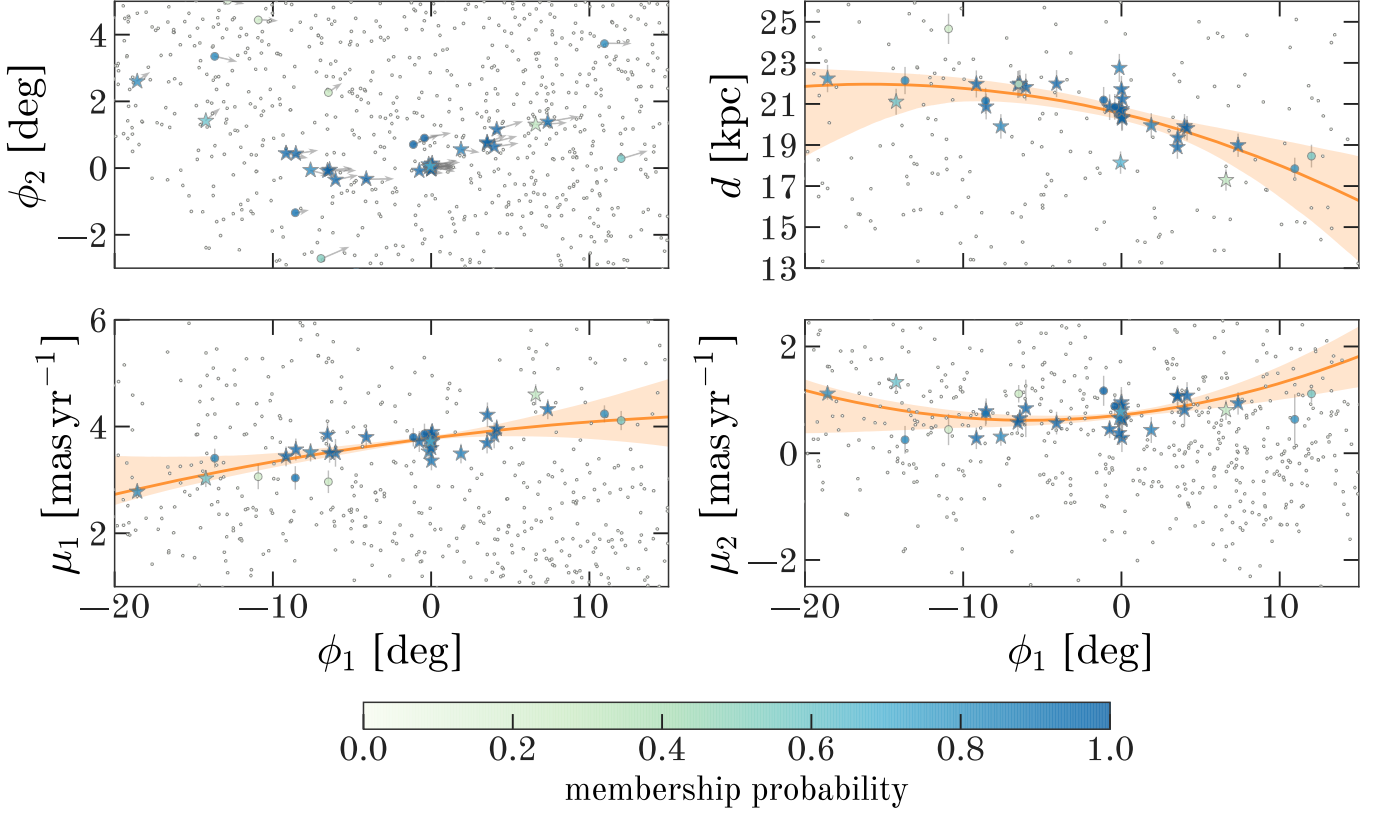 4
2
0
−2
ϕ2 [deg]
25
23
21
19
17
15
13
d [kpc]
6
4
2
μ1 [mas yr−1]
−20 −10 0 10
ϕ1 [deg]
2
0
−2
μ2 [mas yr−1]
−20 −10 0 10
ϕ1 [deg]
0.0 0.2 0.4 0.6 0.8 1.0
membership probability